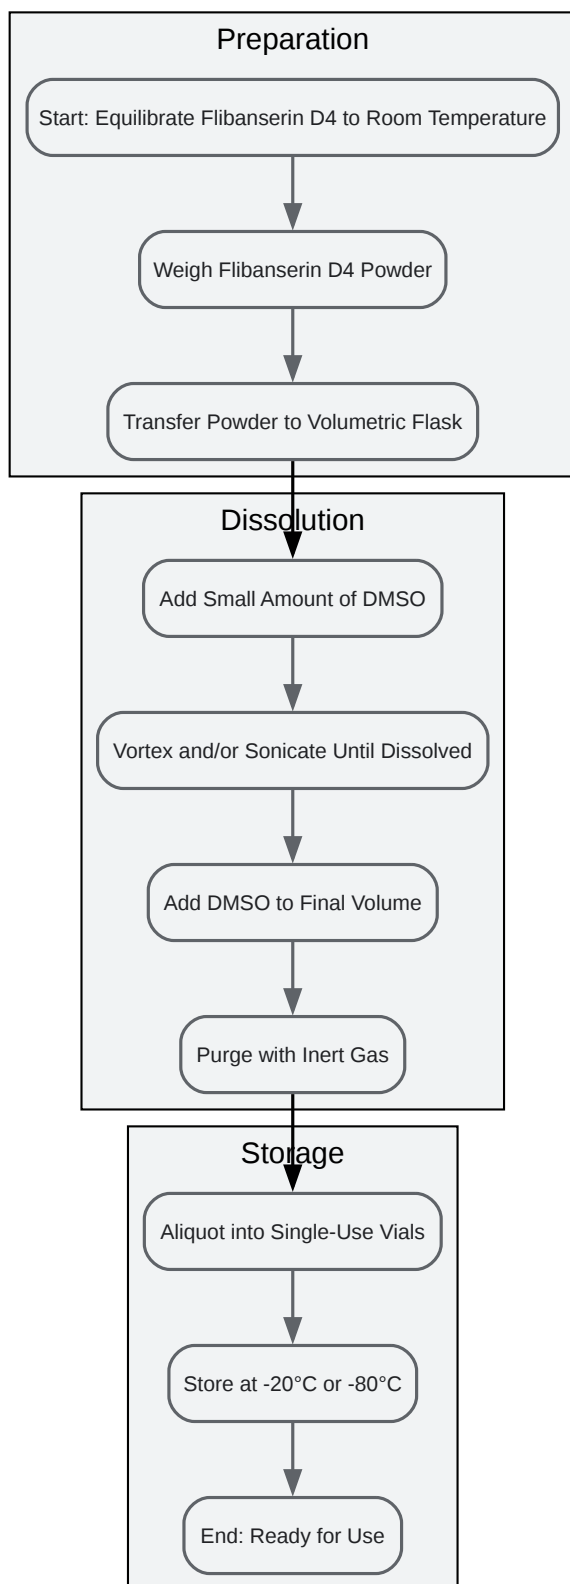 Preparation
Start: Equilibrate Flibanserin D4 to Room Temperature
Weigh Flibanserin D4 Powder
Transfer Powder to Volumetric Flask
Dissolution
Add Small Amount of DMSO
Vortex and/or Sonicate Until Dissolved
Add DMSO to Final Volume
Purge with Inert Gas
Storage
Aliquot into Single-Use Vials
Store at -20°C or -80°C
End: Ready for Use